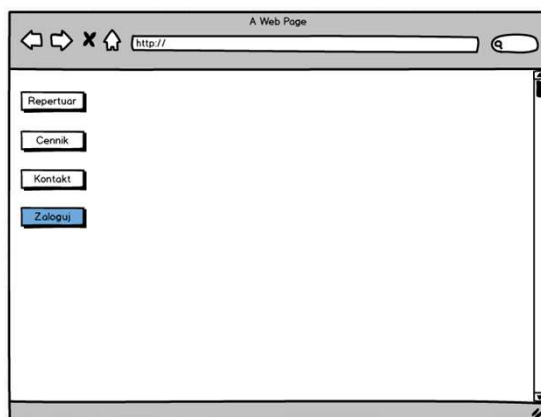 A Web Page
http://
Repertuar
Cennik
Kontakt
Zaloguj